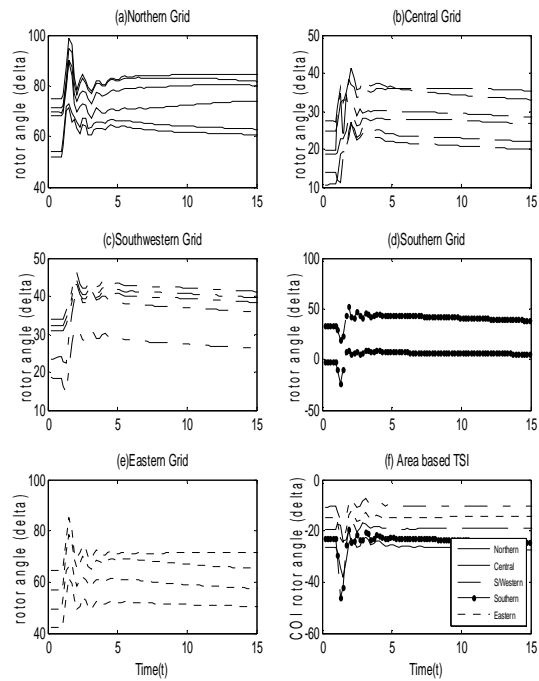 (a)Northern Grid
rotor angle (delta)
100
80
60
40
0 5 10 15
(b)Central Grid
rotor angle (delta)
50
40
30
20
10
0 5 10 15
(c)Southwestern Grid
rotor angle (delta)
50
40
30
20
10
0 5 10 15
(d)Southern Grid
rotor angle (delta)
100
50
0
-50
0 5 10 15
(e)Eastern Grid
rotor angle (delta)
100
80
60
40
0 5 10 15
Time(t)
(f) Area based TSI
COI rotor angle (delta)
0
-20
-40
-60
0 5 10 15
Time(t)
Northern
Central
S/Western
Southern
Eastern